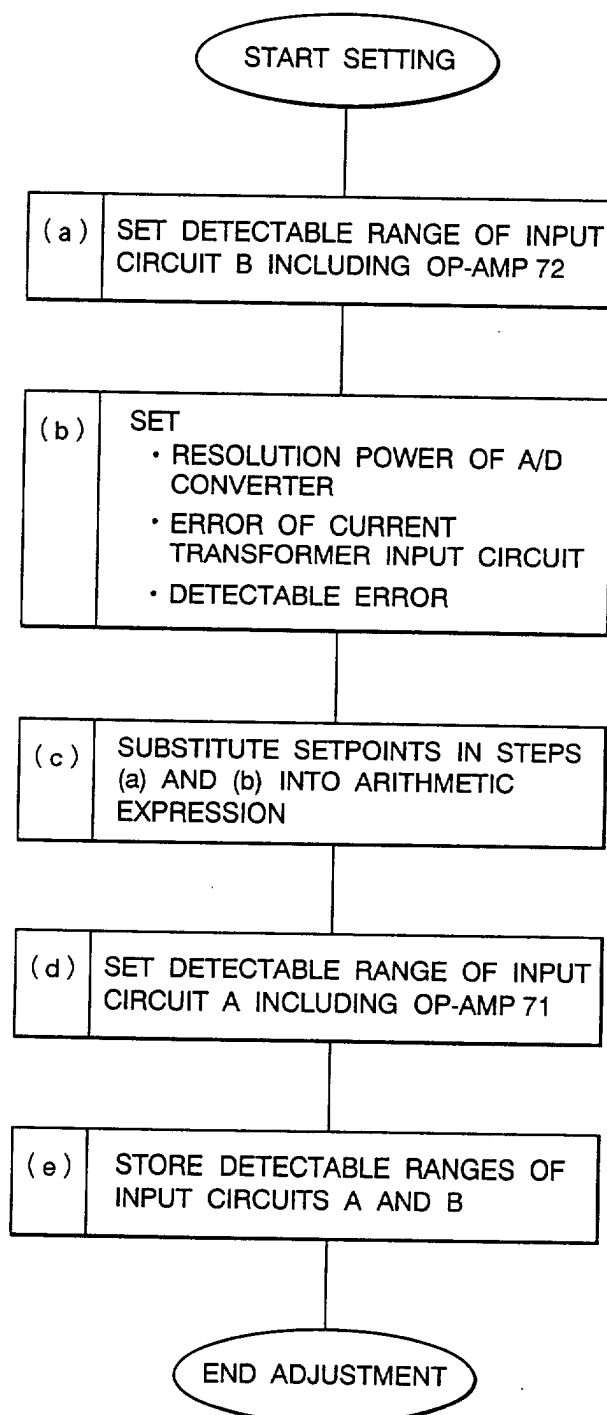 START SETTING
(a) SET DETECTABLE RANGE OF INPUT
CIRCUIT B INCLUDING OP-AMP 72
(b) SET
・RESOLUTION POWER OF A/D
CONVERTER
・ERROR OF CURRENT
TRANSFORMER INPUT CIRCUIT
・DETECTABLE ERROR
(c) SUBSTITUTE SETPOINTS IN STEPS
(a) AND (b) INTO ARITHMETIC
EXPRESSION
(d) SET DETECTABLE RANGE OF INPUT
CIRCUIT A INCLUDING OP-AMP 71
(e) STORE DETECTABLE RANGES OF
INPUT CIRCUITS A AND B
END ADJUSTMENT